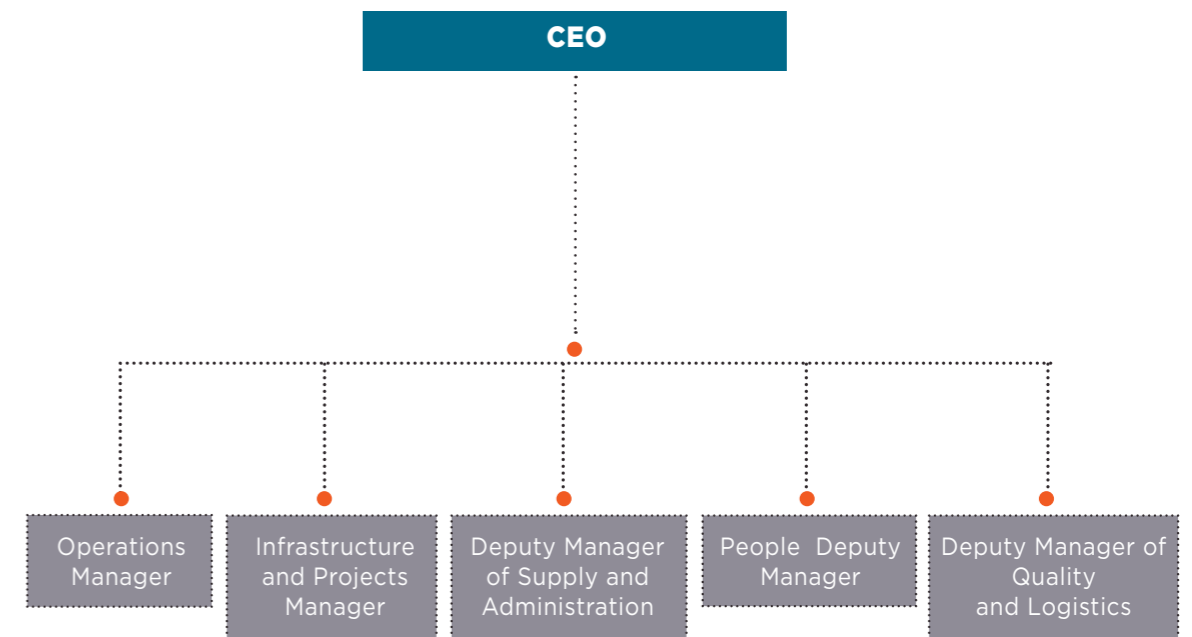 CEO
Operations
Manager
Infrastructure
and Projects
Manager
Deputy Manager
of Supply and
Administration
People Deputy
Manager
Deputy Manager of
Quality
and Logistics